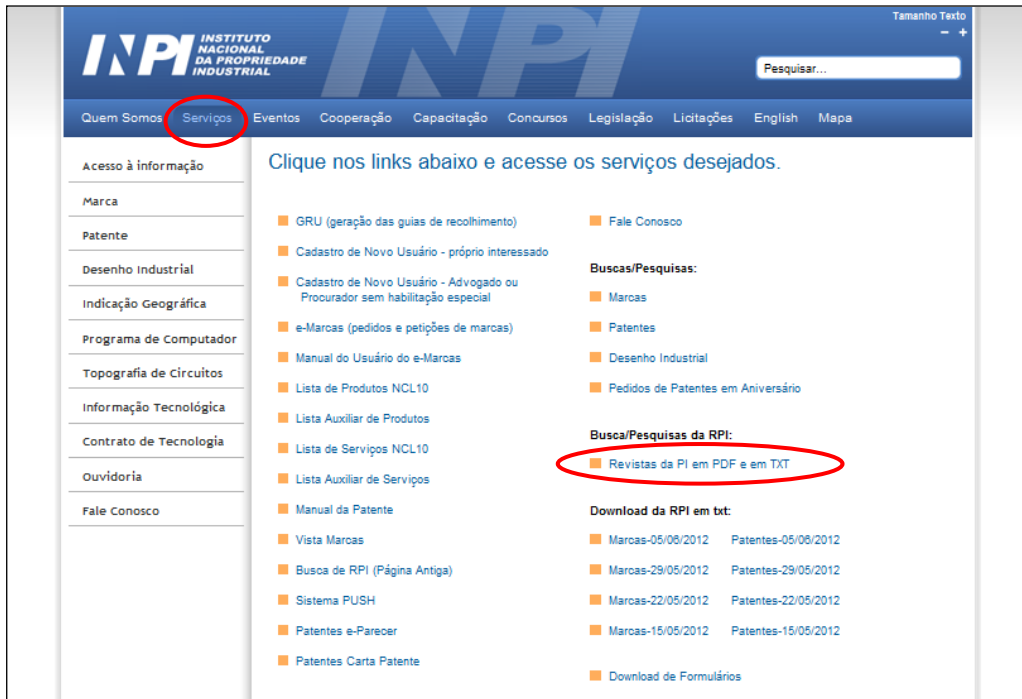 Tamanho Texto
- +
INPI INSTITUTO
NACIONAL
DA PROPRIEDADE
INDUSTRIAL
Pesquisar...
Quem Somos Serviços Eventos Cooperação Capacitação Concursos Legislação Licitações English Mapa
Acesso à informação
Marca
Patente
Desenho Industrial
Indicação Geográfica
Programa de Computador
Topografia de Circuitos
Informação Tecnológica
Contrato de Tecnologia
Ouvidoria
Fale Conosco
Clique nos links abaixo e acesse os serviços desejados.
GRU (geração das guias de recolhimento)
Cadastro de Novo Usuário - próprio interessado
Cadastro de Novo Usuário - Advogado ou
Procurador sem habilitação especial
e-Marcas (pedidos e petições de marcas)
Manual do Usuário do e-Marcas
Lista de Produtos NCL10
Lista Auxiliar de Produtos
Lista de Serviços NCL10
Lista Auxiliar de Serviços
Manual da Patente
Vista Marcas
Busca de RPI (Página Antiga)
Sistema PUSH
Patentes e-Parecer
Patentes Carta Patente
Fale Conosco
Buscas/Pesquisas:
Marcas
Patentes
Desenho Industrial
Pedidos de Patentes em Aniversário
Busca/Pesquisas da RPI:
Revistas da PI em PDF e em TXT
Download da RPI em txt:
Marcas-05/06/2012 Patentes-05/06/2012
Marcas-29/05/2012 Patentes-29/05/2012
Marcas-22/05/2012 Patentes-22/05/2012
Marcas-15/05/2012 Patentes-15/05/2012
Download de Formulários